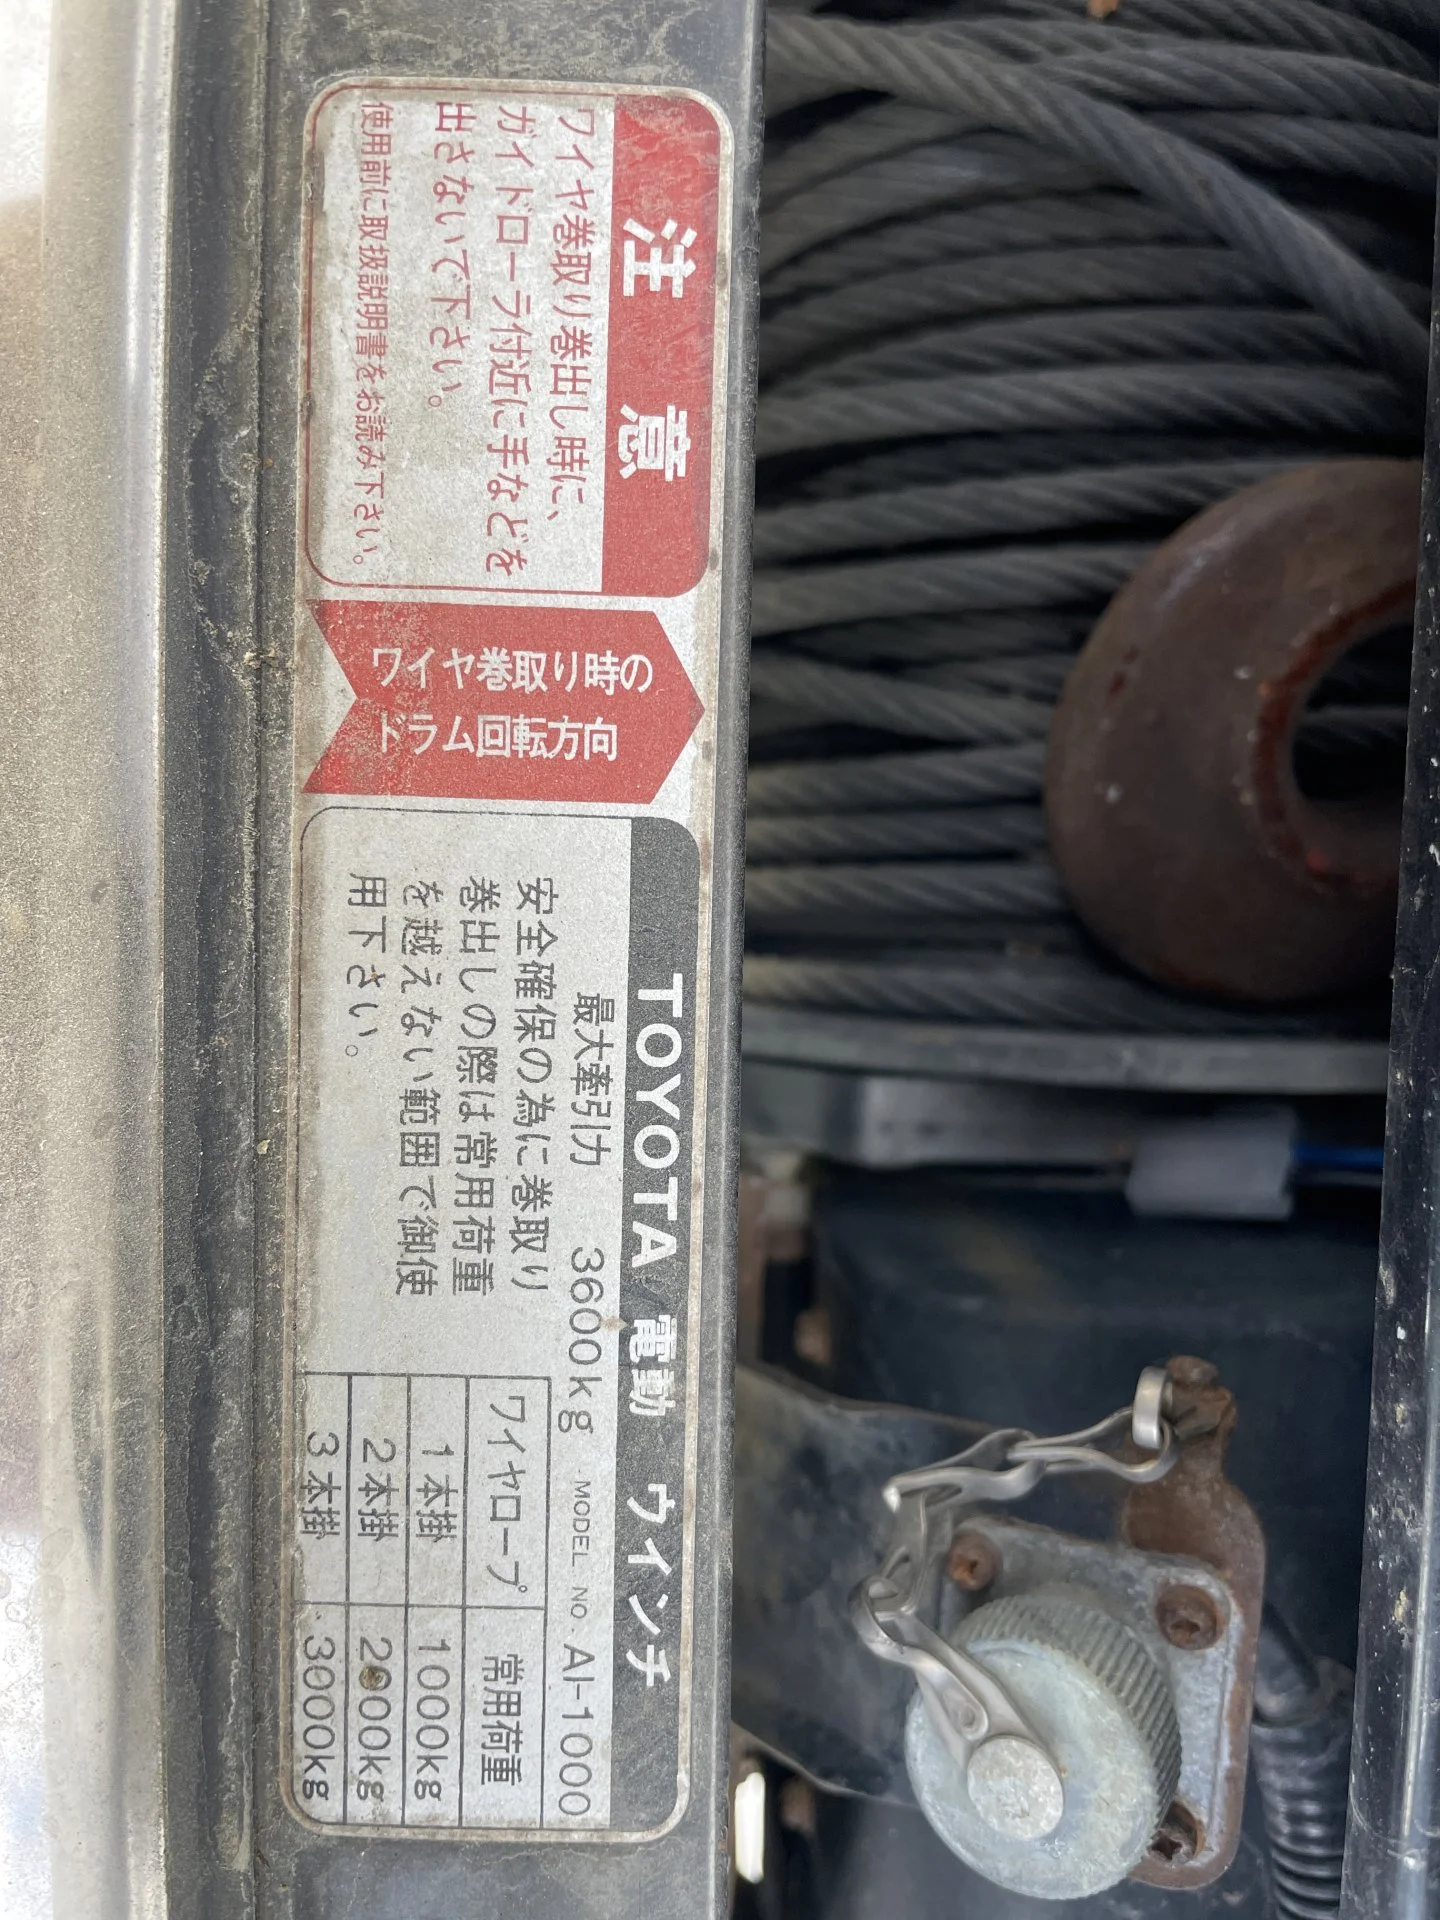 注 意
ワイヤ巻取り巻出し時に、
ガイドローラ付近に手などを
出さないで下さい。
使用前に取扱説明書をお読み下さい。
ワイヤ巻取り時の
ドラム回転方向
TOYOTA 電動 ウインチ
最大牽引力 3600kg MODEL NO. AI-1000
安全確保の為に巻取り
巻出しの際は常用荷重
を越えない範囲で御使
用下さい。
ワイヤロープ 常用荷重
1本掛 1000kg
2本掛 2000kg
3本掛 3000kg